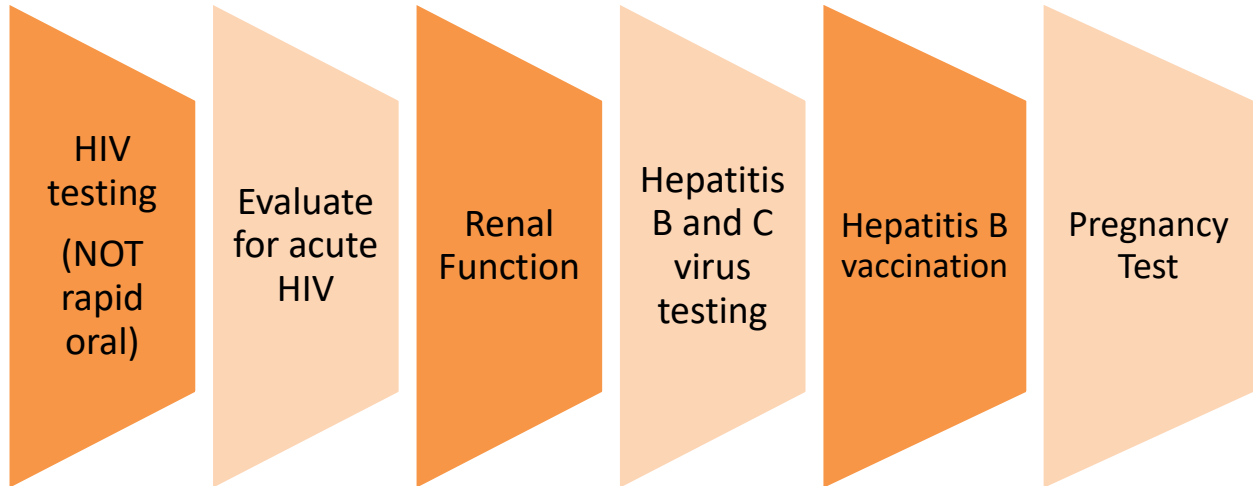 HIV
testing
(NOT
rapid
oral)
Evaluate
for acute
HIV
Renal
Function
Hepatitis
B and C
virus
testing
Hepatitis B
vaccination
Pregnancy
Test